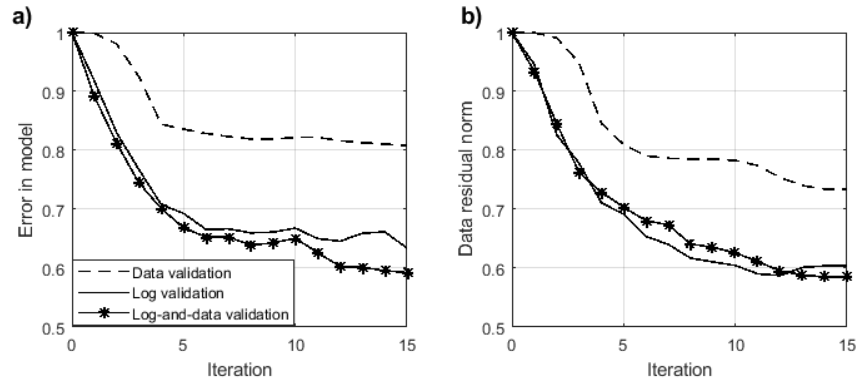 a)
1
0.9
0.8
0.7
0.6
0.5
Error in model
Data validation
Log validation
Log-and-data validation
0
5
10
15
Iteration
b)
1
0.9
0.8
0.7
0.6
0.5
Data residual norm
0
5
10
15
Iteration